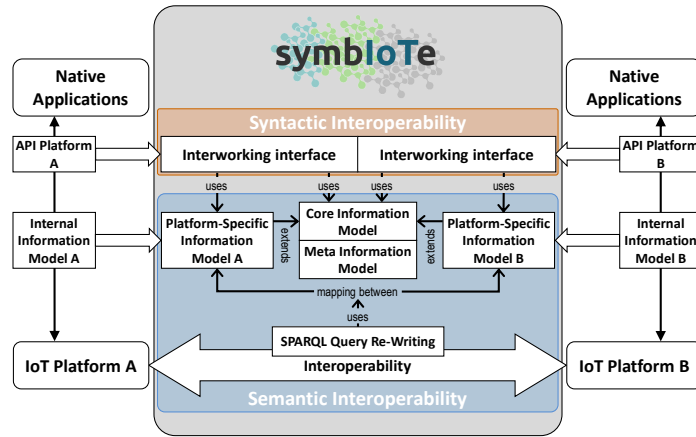 symbIoTe
Native
Applications
Native
Applications
Syntactic Interoperability
API Platform
A
Interworking interface
Interworking interface
API Platform
B
uses
uses
uses
uses
Internal
Information
Model A
Platform-Specific
Information
Model A
extends
Core Information
Model
Meta Information
Model
extends
Platform-Specific
Information
Model B
Internal
Information
Model B
mapping between
uses
SPARQL Query Re-Writing
IoT Platform A
Interoperability
IoT Platform B
Semantic Interoperability